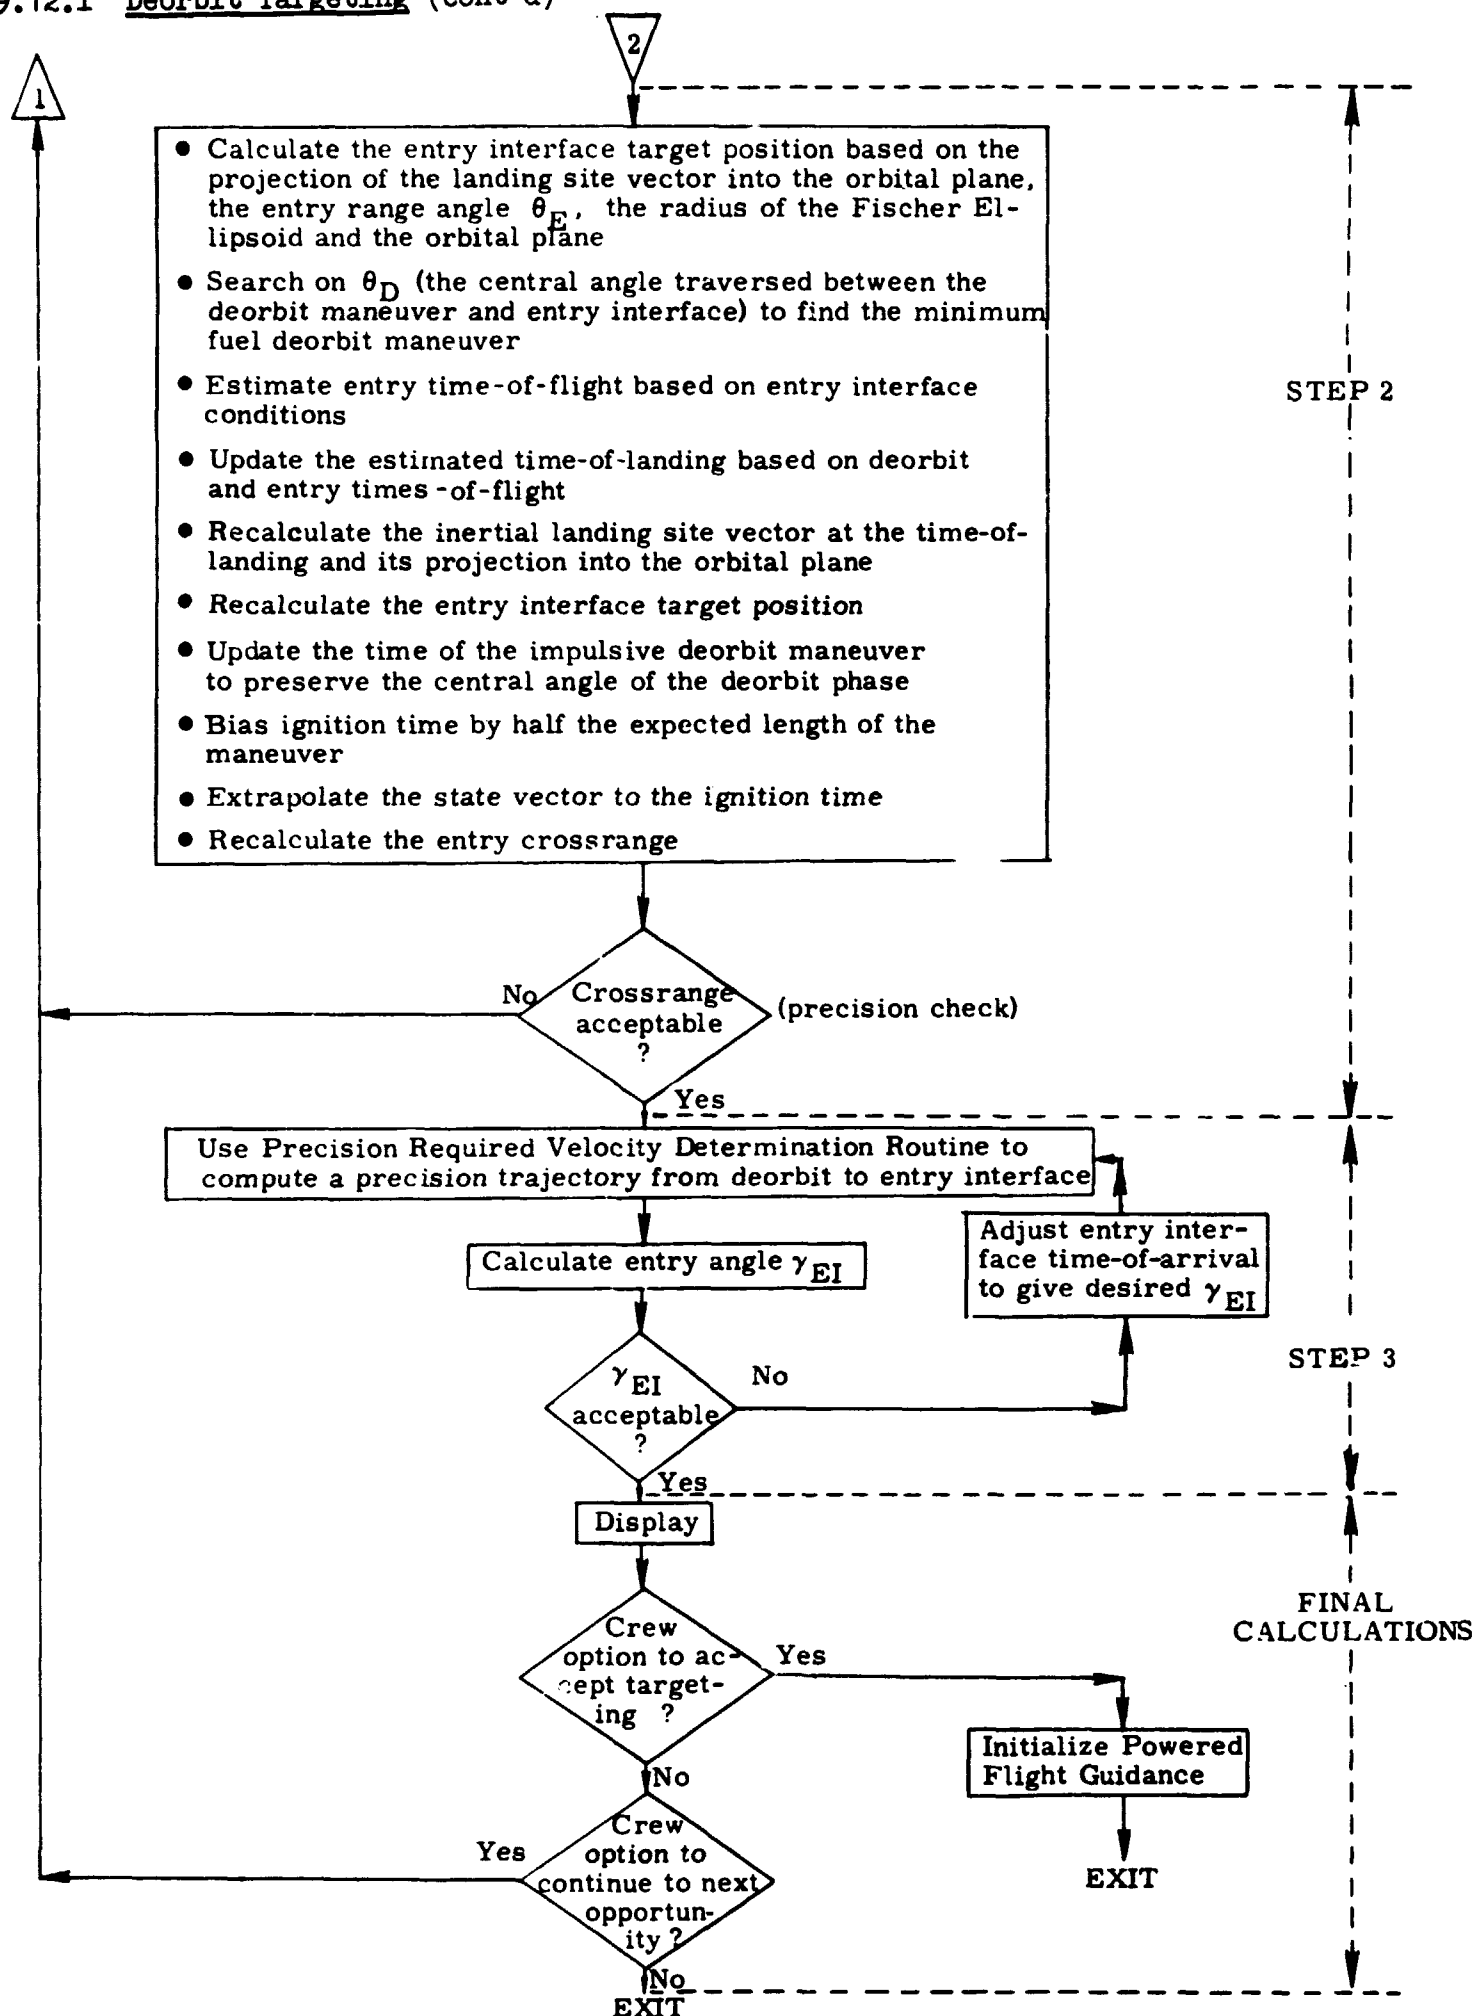 9.12.1 Deorbit Targeting (cont'd)
2
1
• Calculate the entry interface target position based on the
projection of the landing site vector into the orbital plane,
the entry range angle θE, the radius of the Fischer El-
lipsoid and the orbital plane
• Search on θD (the central angle traversed between the
deorbit maneuver and entry interface) to find the minimum
fuel deorbit maneuver
• Estimate entry time-of-flight based on entry interface
conditions
STEP 2
• Update the estimated time-of-landing based on deorbit
and entry times-of-flight
• Recalculate the inertial landing site vector at the time-of-
landing and its projection into the orbital plane
• Recalculate the entry interface target position
• Update the time of the impulsive deorbit maneuver
to preserve the central angle of the deorbit phase
• Bias ignition time by half the expected length of the
maneuver
• Extrapolate the state vector to the ignition time
• Recalculate the entry crossrange
No
Crossrange
acceptable
?
(precision check)
Yes
Use Precision Required Velocity Determination Routine to
compute a precision trajectory from deorbit to entry interface
Calculate entry angle γEI
Adjust entry inter-
face time-of-arrival
to give desired γEI
γEI
acceptable
?
No
STEP 3
Yes
Display
FINAL
CALCULATIONS
Crew
option to ac-
cept target-
ing ?
Yes
Initialize Powered
Flight Guidance
EXIT
No
Crew
option to
continue to next
opportun-
ity ?
Yes
No
EXIT